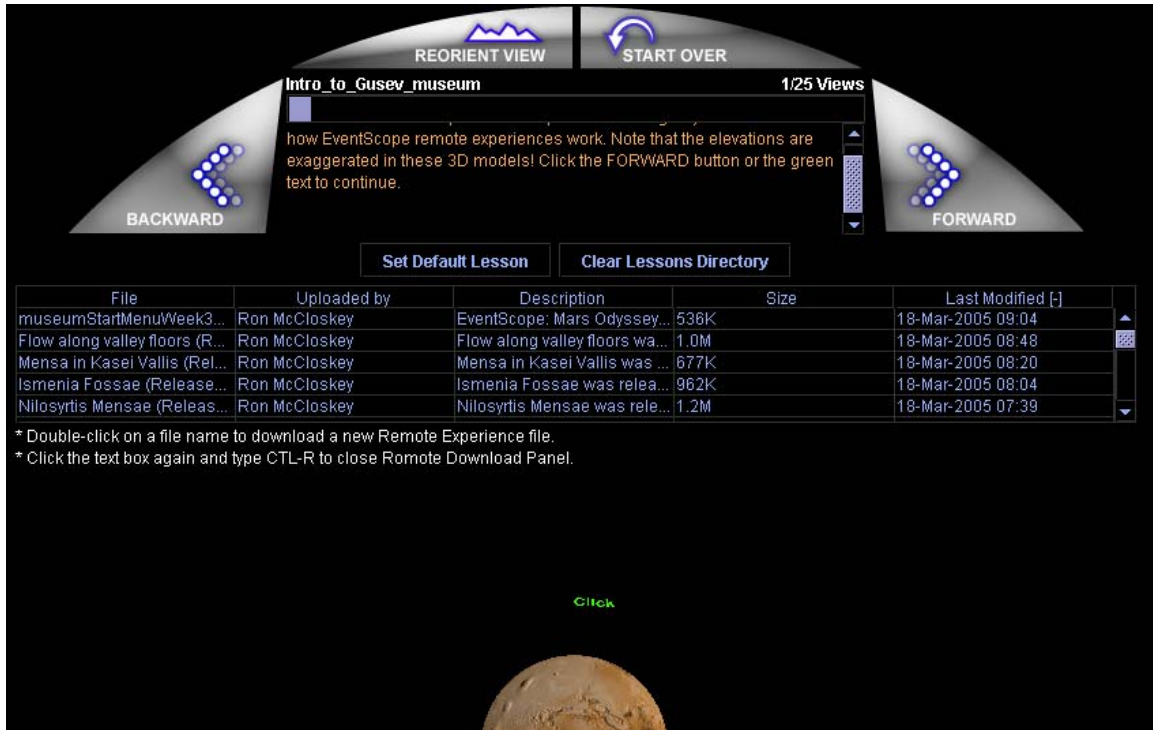 REORIENT VIEW START OVER
Intro_to_Gusev_museum 1/25 Views
how EventScope remote experiences work. Note that the elevations are
exaggerated in these 3D models! Click the FORWARD button or the green
text to continue.
BACKWARD FORWARD
Set Default Lesson Clear Lessons Directory
File Uploaded by Description Size Last Modified [-]
museumStartMenuWeek3... Ron McCloskey EventScope: Mars Odyssey... 536K 18-Mar-2005 09:04
Flow along valley floors (R... Ron McCloskey Flow along valley floors wa... 1.0M 18-Mar-2005 08:48
Mensa in Kasei Vallis (Rel... Ron McCloskey Mensa in Kasei Vallis was ... 677K 18-Mar-2005 08:20
Ismenia Fossae (Release... Ron McCloskey Ismenia Fossae was relea... 962K 18-Mar-2005 08:04
Nilosyrtis Mensae (Releas... Ron McCloskey Nilosyrtis Mensae was rele... 1.2M 18-Mar-2005 07:39
* Double-click on a file name to download a new Remote Experience file.
* Click the text box again and type CTL-R to close Romote Download Panel.
Click